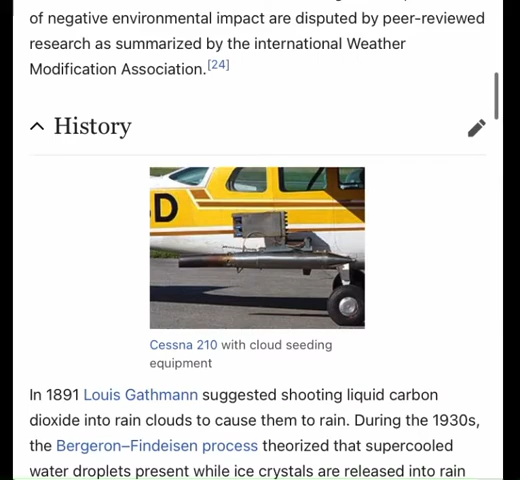 of negative environmental impact are disputed by peer-reviewed
research as summarized by the international Weather
Modification Association.[24]
History
D
Cessna 210 with cloud seeding
equipment
In 1891 Louis Gathmann suggested shooting liquid carbon
dioxide into rain clouds to cause them to rain. During the 1930s,
the Bergeron–Findeisen process theorized that supercooled
water droplets present while ice crystals are released into rain